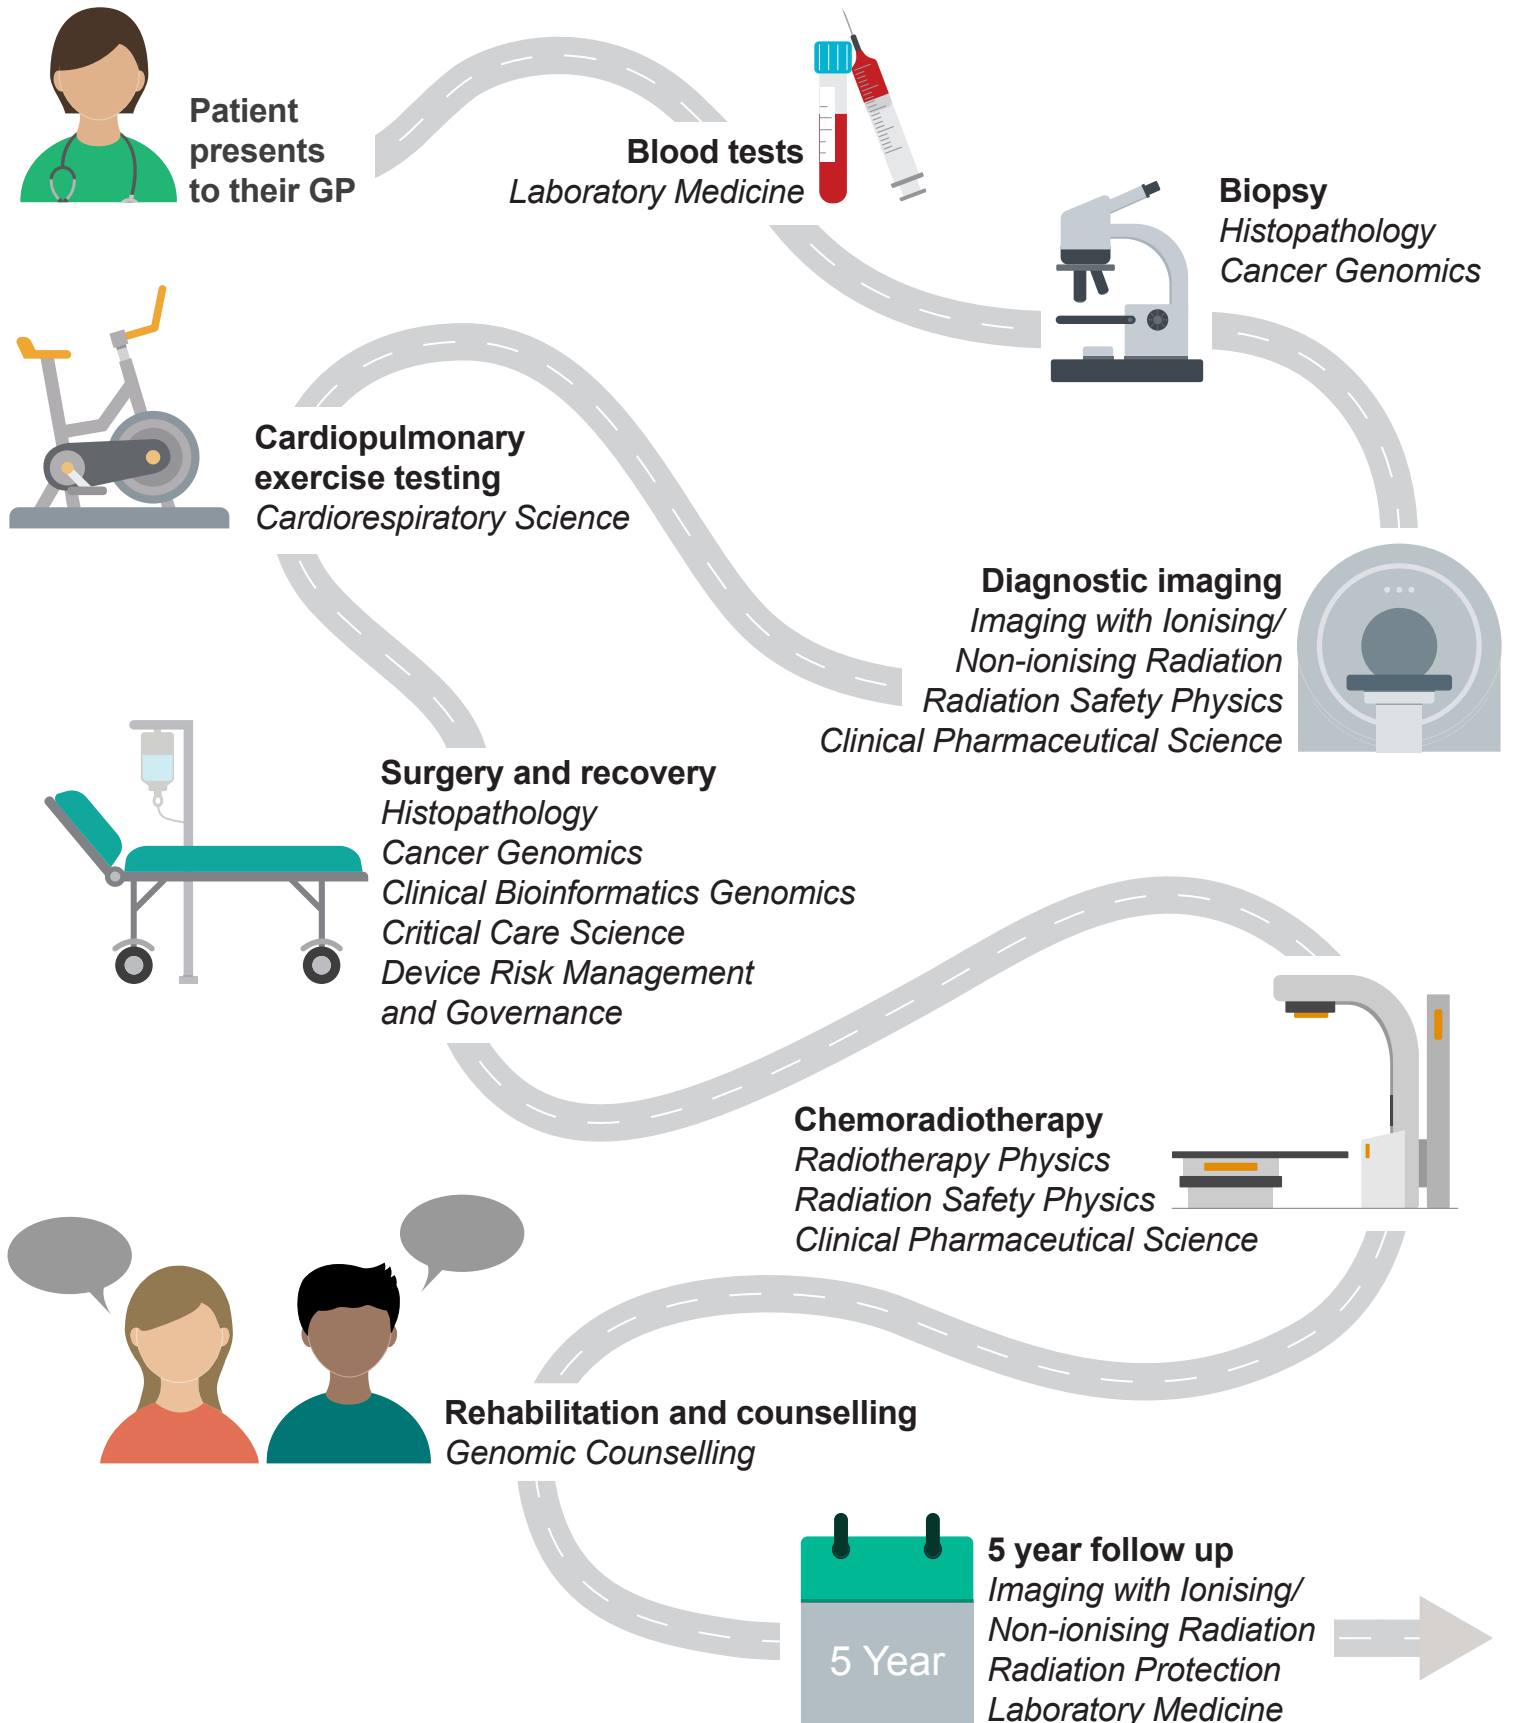 Patient
presents
to their GP
Blood tests
Laboratory Medicine
Biopsy
Histopathology
Cancer Genomics
Cardiopulmonary
exercise testing
Cardiorespiratory Science
Diagnostic imaging
Imaging with Ionising/
Non-ionising Radiation
Radiation Safety Physics
Clinical Pharmaceutical Science
Surgery and recovery
Histopathology
Cancer Genomics
Clinical Bioinformatics Genomics
Critical Care Science
Device Risk Management
and Governance
Chemoradiotherapy
Radiotherapy Physics
Radiation Safety Physics
Clinical Pharmaceutical Science
Rehabilitation and counselling
Genomic Counselling
5 Year
5 year follow up
Imaging with Ionising/
Non-ionising Radiation
Radiation Protection
Laboratory Medicine